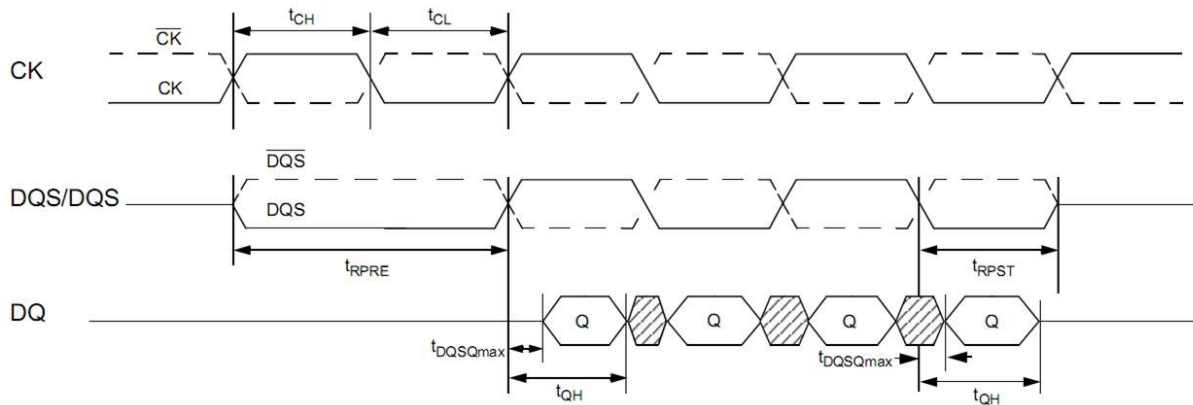 tCH tCL
CK
CK
CK
DQS
DQS/DQS
DQS
tRPRE
tRPST
DQ
Q Q Q Q
tDQSQmax
tDQSQmax
tQH
tQH